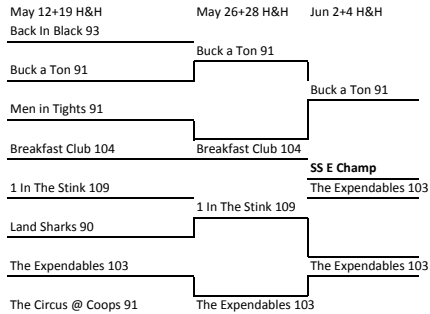 May 12+19 H&H May 26+28 H&H Jun 2+4 H&H
Back In Black 93
Buck a Ton 91
Buck a Ton 91
Buck a Ton 91
Men in Tights 91
Breakfast Club 104 Breakfast Club 104
SS E Champ
1 In The Stink 109 The Expendables 103
1 In The Stink 109
Land Sharks 90
The Expendables 103 The Expendables 103
The Circus @ Coops 91 The Expendables 103